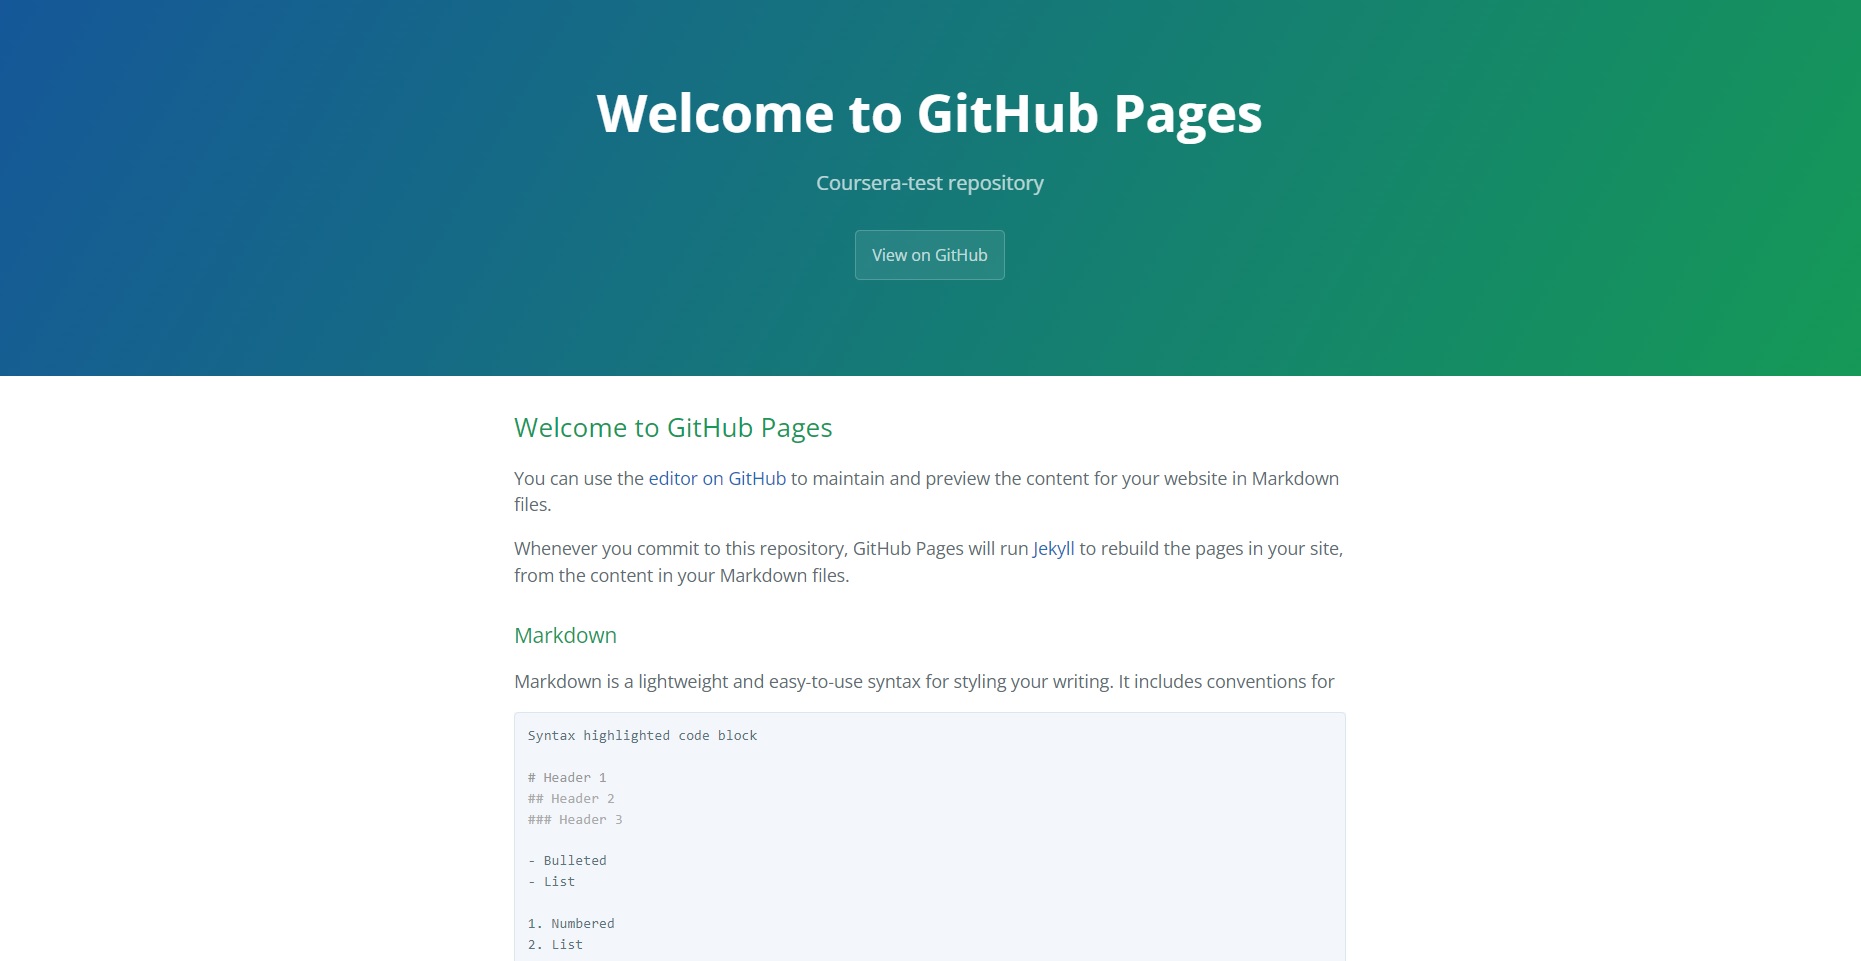 Welcome to GitHub Pages
Coursera-test repository
View on GitHub
Welcome to GitHub Pages
You can use the editor on GitHub to maintain and preview the content for your website in Markdown
files.
Whenever you commit to this repository, GitHub Pages will run Jekyll to rebuild the pages in your site,
from the content in your Markdown files.
Markdown
Markdown is a lightweight and easy-to-use syntax for styling your writing. It includes conventions for
Syntax highlighted code block
# Header 1
## Header 2
### Header 3
- Bulleted
- List
1. Numbered
2. List